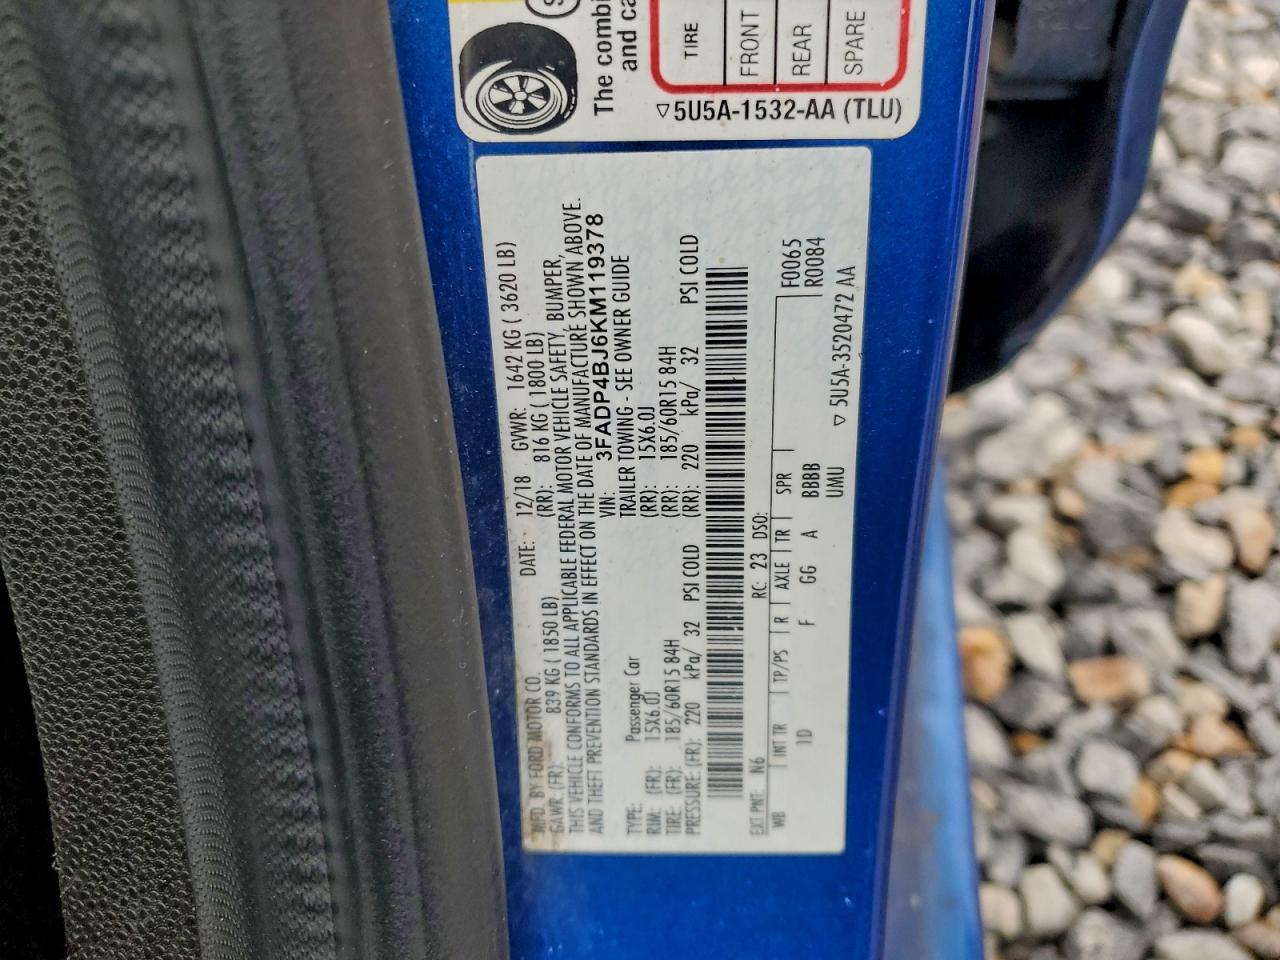 The combi
and ca
TIRE
FRONT
REAR
SPARE
▽5U5A-1532-AA (TLU)
MFD. BY FORD MOTOR CO. DATE: 12/18 GVWR: 1642 KG ( 3620 LB)
GAWR: (FR): 839 KG ( 1850 LB) (RR): 816 KG ( 1800 LB)
THIS VEHICLE CONFORMS TO ALL APPLICABLE FEDERAL MOTOR VEHICLE SAFETY, BUMPER,
AND THEFT PREVENTION STANDARDS IN EFFECT ON THE DATE OF MANUFACTURE SHOWN ABOVE.
VIN: 3FADP4BJ6KM119378
TYPE: Passenger Car TRAILER TOWING - SEE OWNER GUIDE
RIM: (FR): 15X6.0J (RR): 15X6.0J
TIRE: (FR): 185/60R15 84H (RR): 185/60R15 84H
PRESSURE: (FR): 220 kPa/ 32 PSI COLD (RR): 220 kPa/ 32 PSI COLD
EXT PNT: N6 RC: 23 DSO:
WB INT TR TP/PS R AXLE TR SPR F0065
1D F GG A BBBB R0084
UMU
▽ 5U5A-3520472 AA